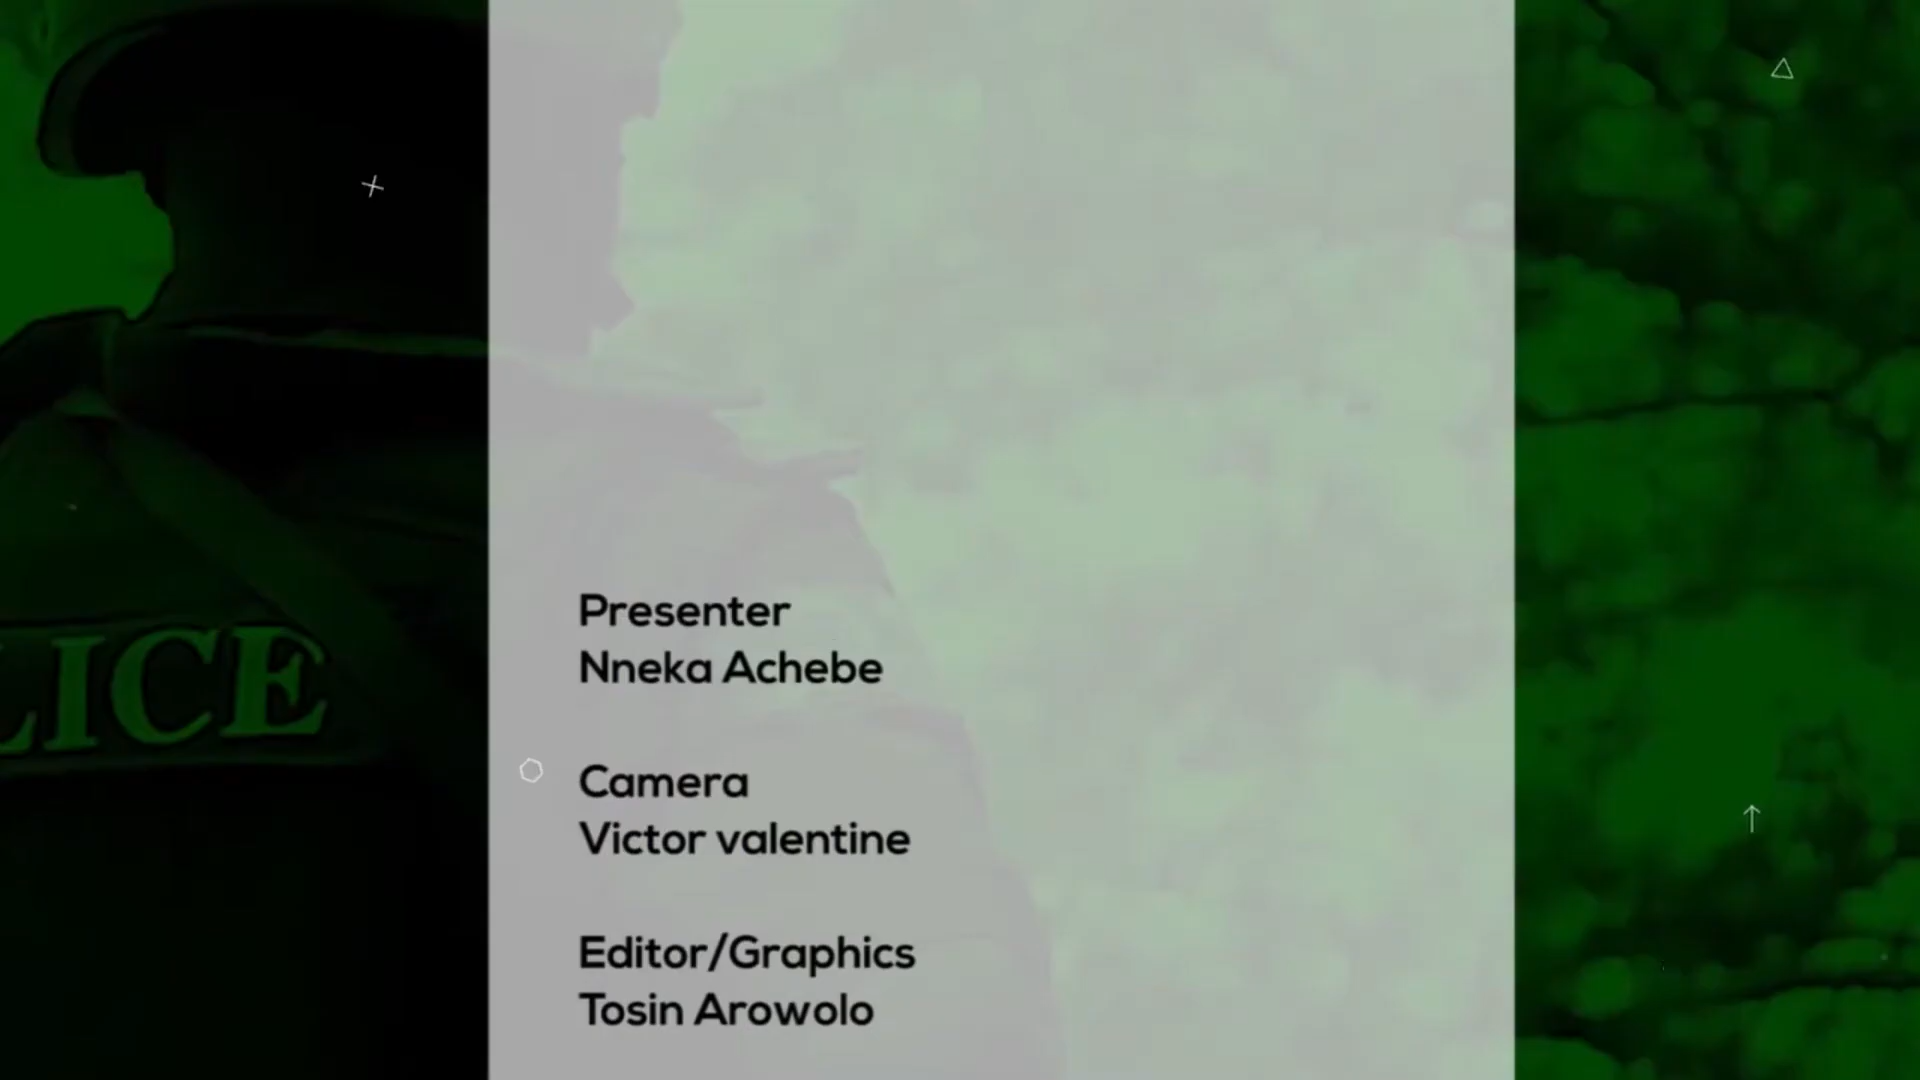 LICE
Presenter
Nneka Achebe
Camera
Victor valentine
Editor/Graphics
Tosin Arowolo